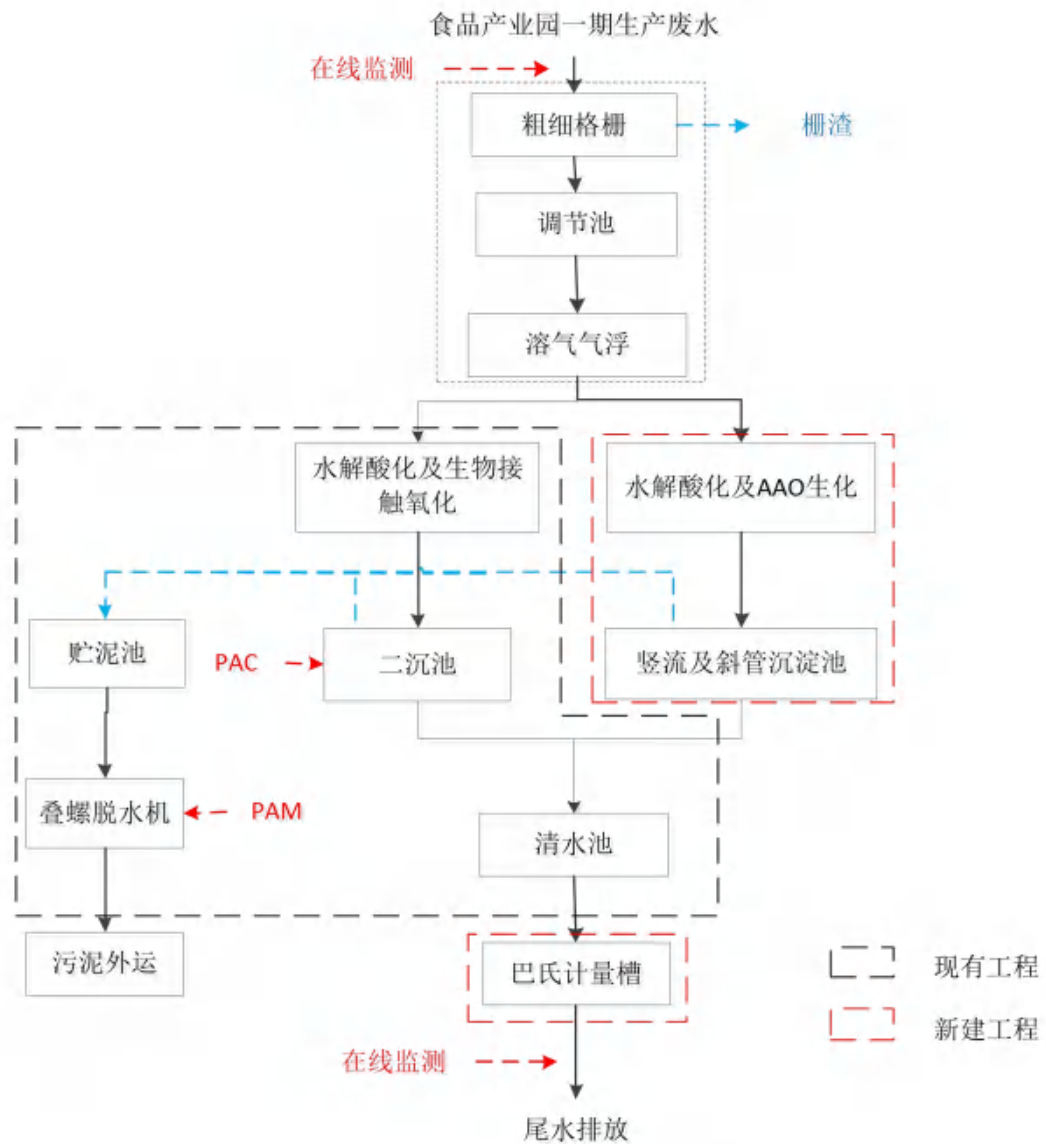 食品产业园一期生产废水
在线监测
粗细格栅
栅渣
调节池
溶气气浮
水解酸化及生物接
触氧化
水解酸化及AAO生化
贮泥池
PAC
二沉池
竖流及斜管沉淀池
叠螺脱水机
PAM
清水池
污泥外运
巴氏计量槽
现有工程
新建工程
在线监测
尾水排放